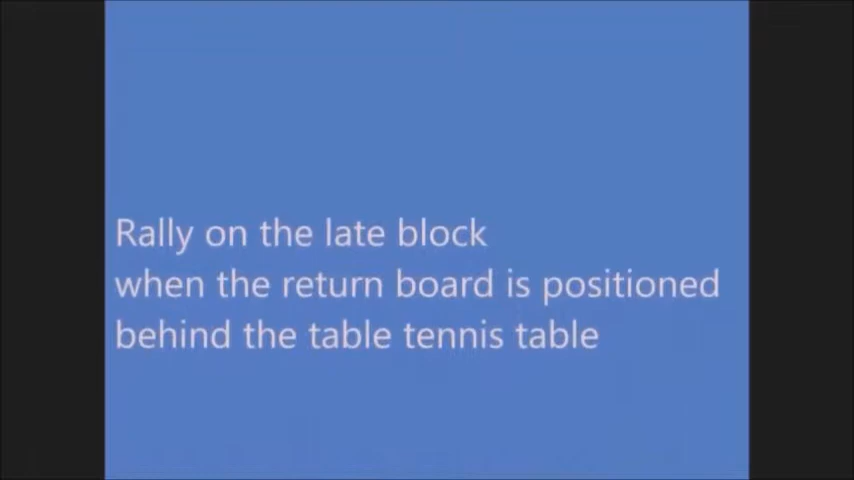 Rally on the late block
when the return board is positioned
behind the table tennis table